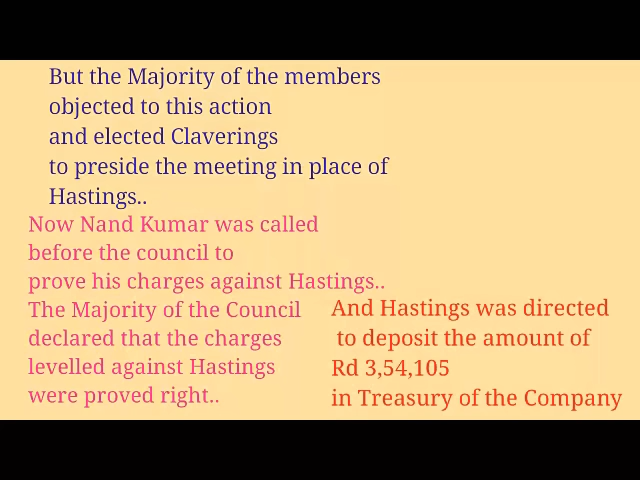 But the Majority of the members
objected to this action
and elected Claverings
to preside the meeting in place of
Hastings..
Now Nand Kumar was called
before the council to
prove his charges against Hastings..
The Majority of the Council
declared that the charges
levelled against Hastings
were proved right..
And Hastings was directed
to deposit the amount of
Rd 3,54,105
in Treasury of the Company